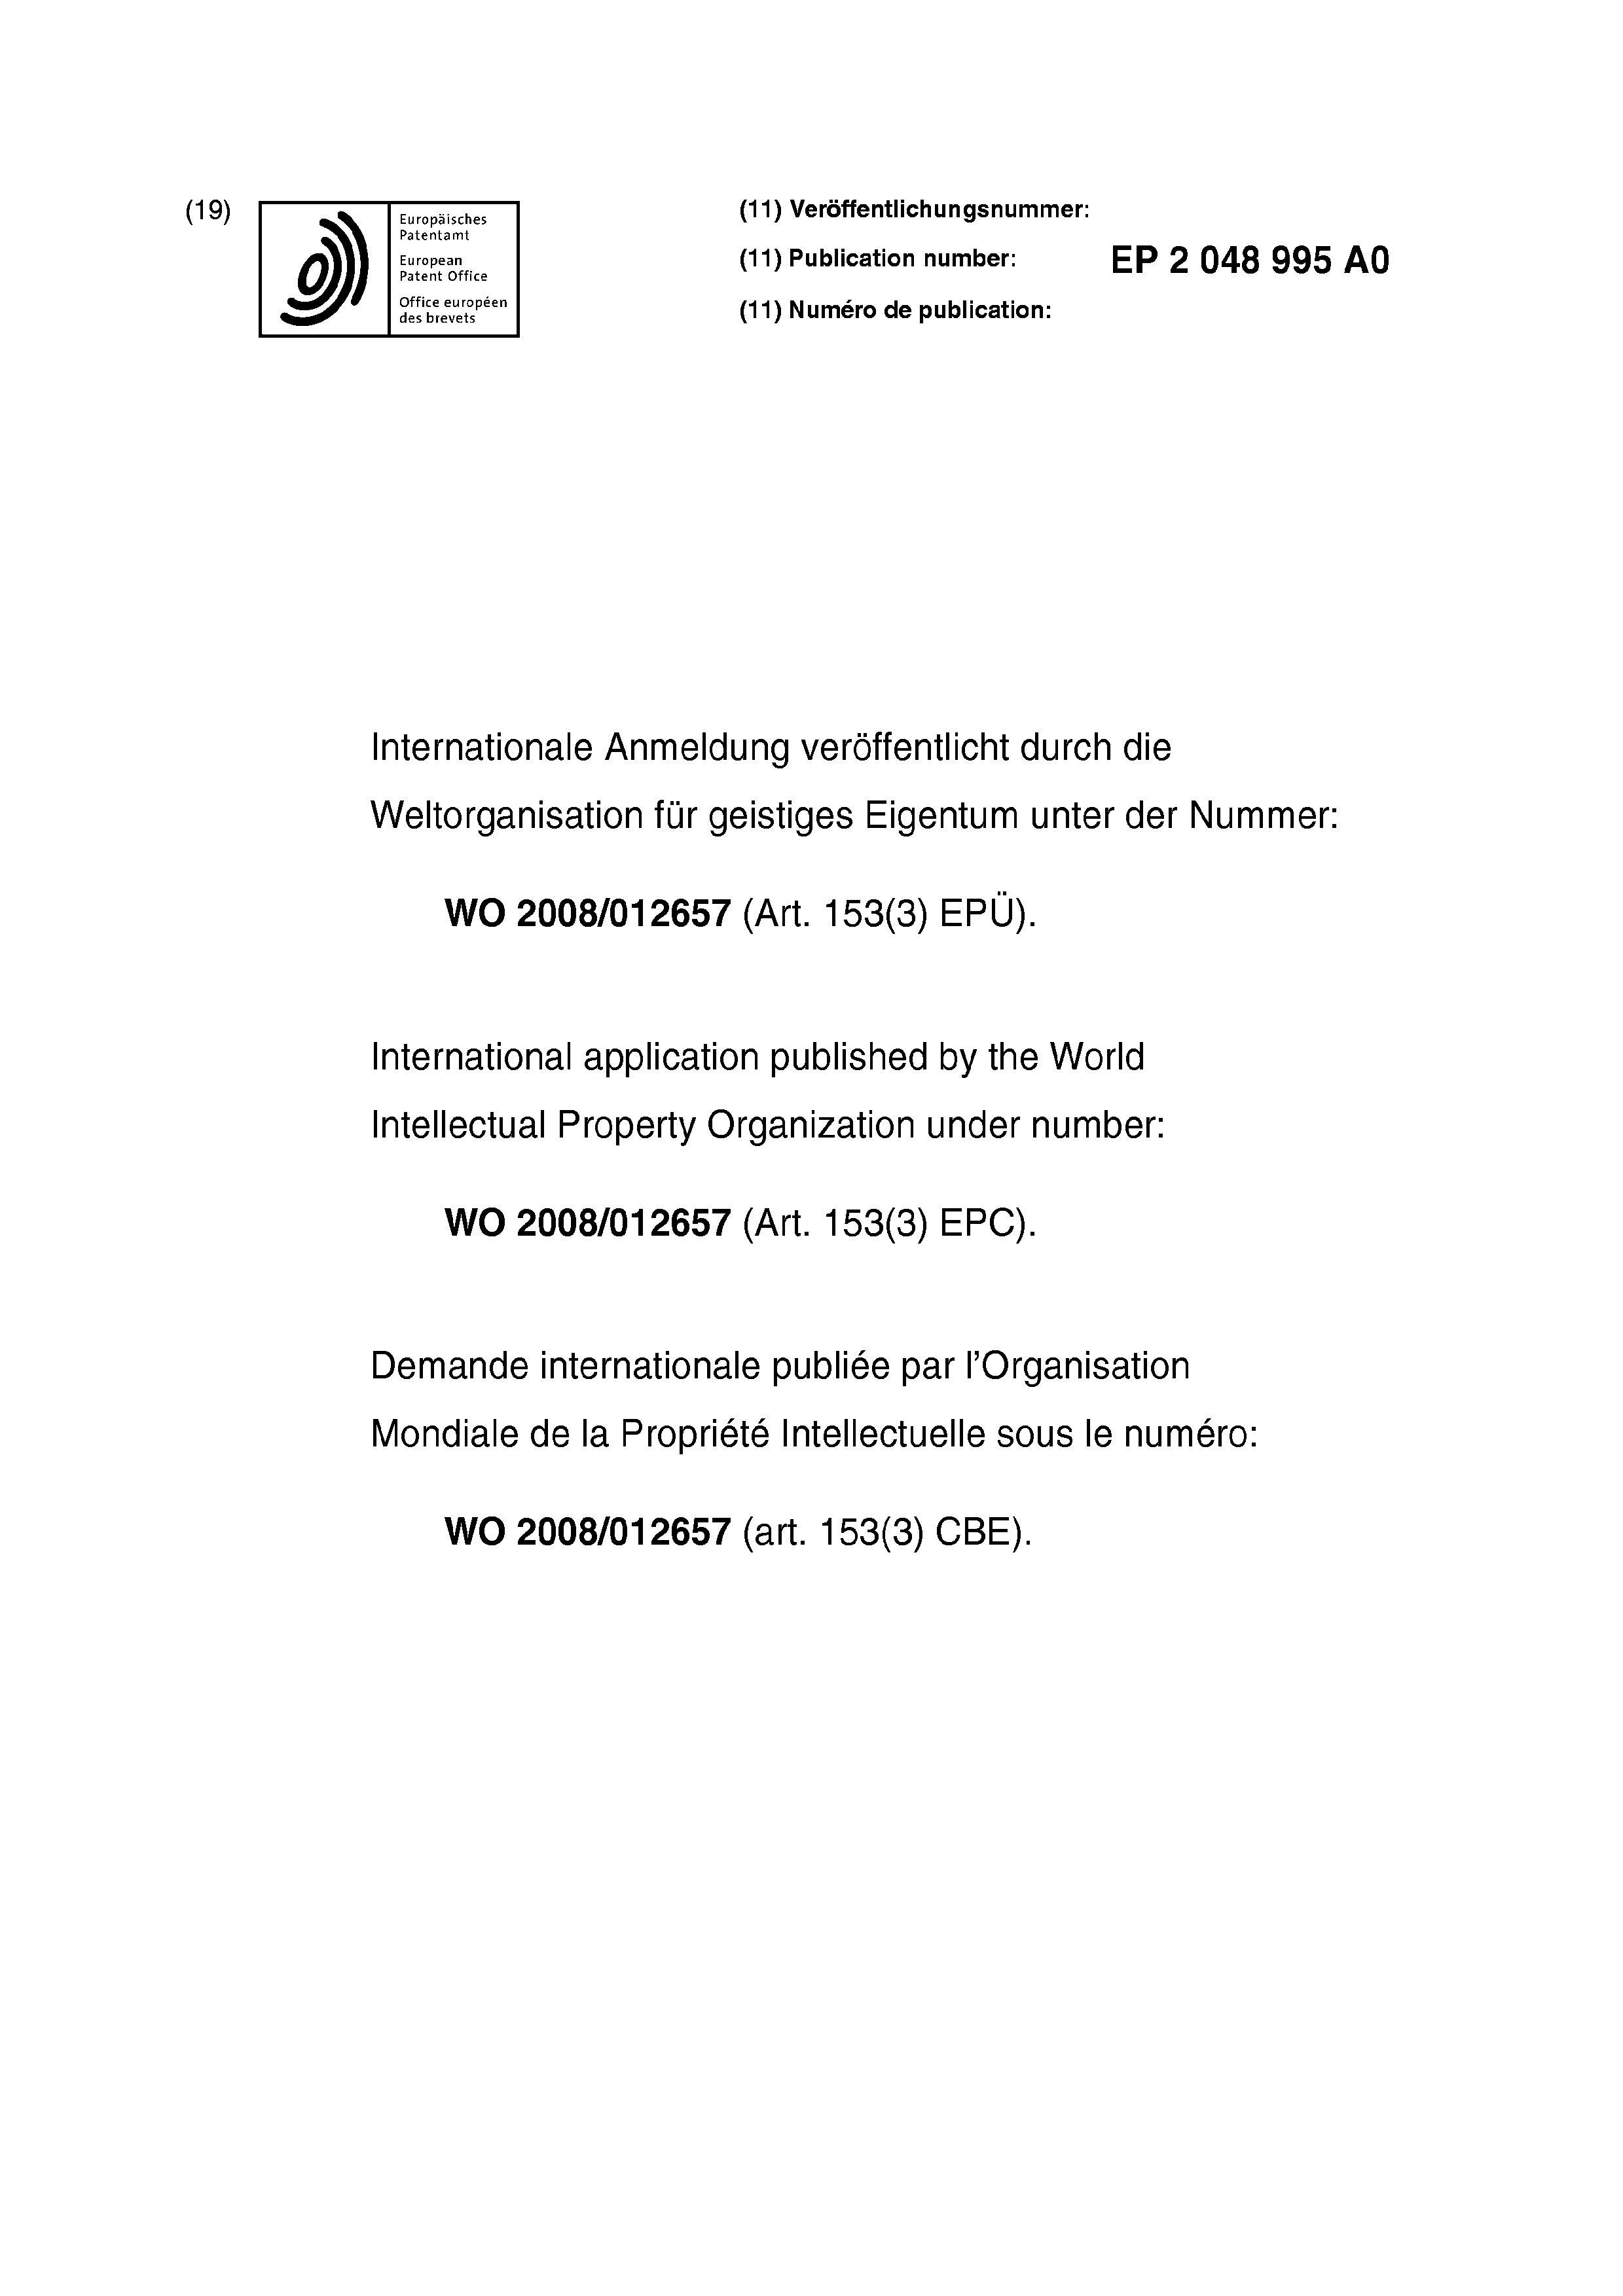 (19)
Europäisches
Patentamt
European
Patent Office
Office européen
des brevets
(11) Veröffentlichungsnummer:
(11) Publication number: EP 2 048 995 A0
(11) Numéro de publication:
Internationale Anmeldung veröffentlicht durch die
Weltorganisation für geistiges Eigentum unter der Nummer:
WO 2008/012657 (Art. 153(3) EPÜ).
International application published by the World
Intellectual Property Organization under number:
WO 2008/012657 (Art. 153(3) EPC).
Demande internationale publiée par l'Organisation
Mondiale de la Propriété Intellectuelle sous le numéro:
WO 2008/012657 (art. 153(3) CBE).